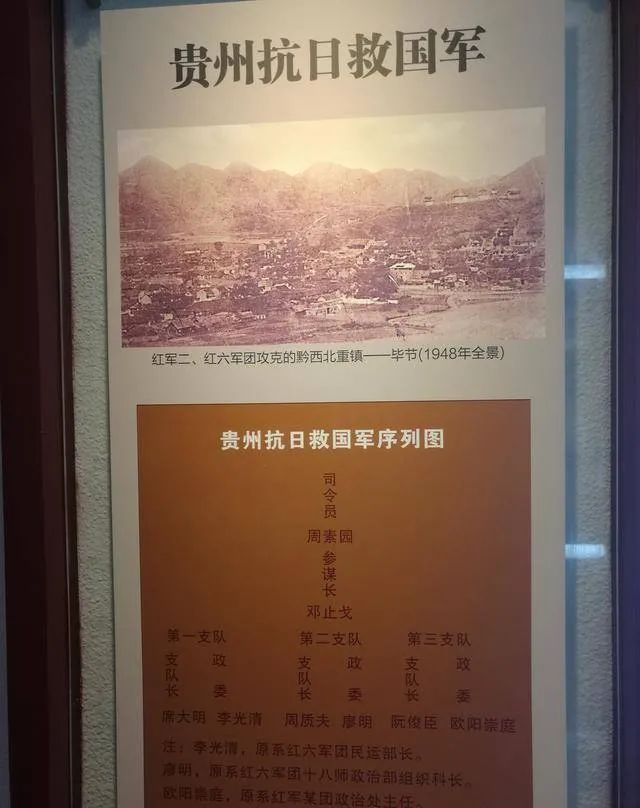 贵州抗日救国军
红军二、红六军团攻克的黔西北重镇——毕节(1948年全景)
贵州抗日救国军序列图
司令员
周素园
参谋长
邓止戈
第一支队 第二支队 第三支队
支队长 政委 支队长 政委 支队长 政委
席大明 李光清 周质夫 廖明 阮俊臣 欧阳崇庭
注：李光清，原系红六军团民运部长。
廖明，原系红六军团十八师政治部组织科长。
欧阳崇庭，原系红军某团政治处主任。